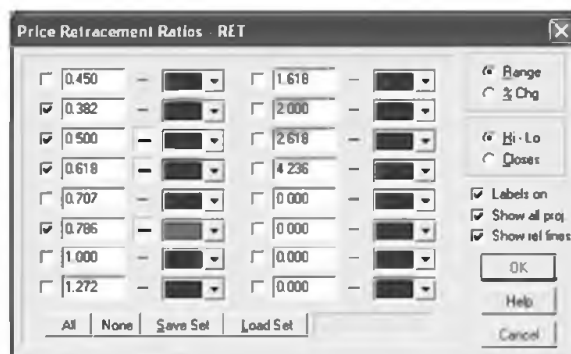 Price Retracement Ratios - RET
0.450
0.382
0.500
0.618
0.707
0.786
1.000
1.272
1.618
2.000
2.618
4.236
0.000
0.000
0.000
0.000
Range
% Chg
Hi - Lo
Closes
Labels on
Show all proj.
Show ref lines
OK
Help
Cancel
All None Save Set Load Set